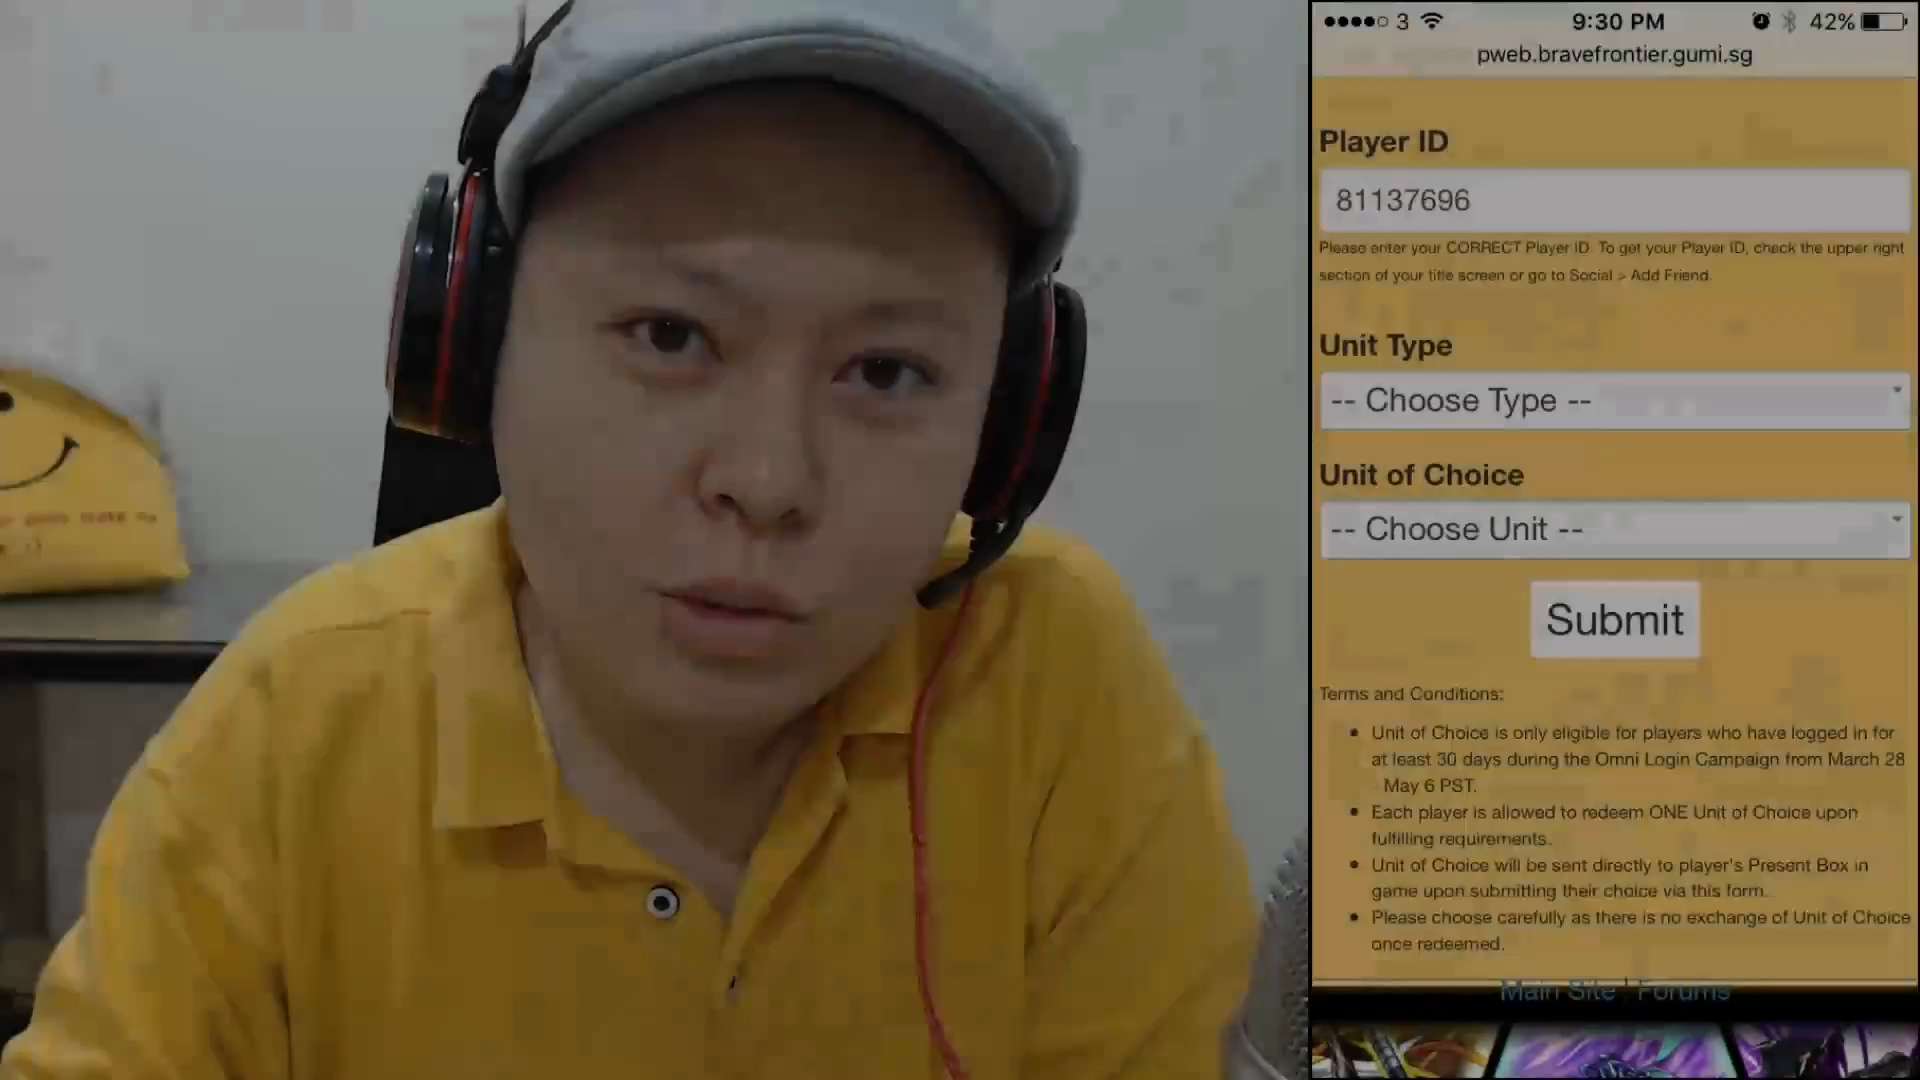 3
9:30 PM
42%
pweb.bravefrontier.gumi.sg
Player ID
81137696
Please enter your CORRECT Player ID. To get your Player ID, check the upper right
section of your title screen or go to Social > Add Friend.
Unit Type
-- Choose Type --
Unit of Choice
-- Choose Unit --
Submit
Terms and Conditions:
Unit of Choice is only eligible for players who have logged in for
at least 30 days during the Omni Login Campaign from March 28
- May 6 PST.
Each player is allowed to redeem ONE Unit of Choice upon
fulfilling requirements.
Unit of Choice will be sent directly to player's Present Box in
game upon submitting their choice via this form.
Please choose carefully as there is no exchange of Unit of Choice
once redeemed.
Main Site | Forums